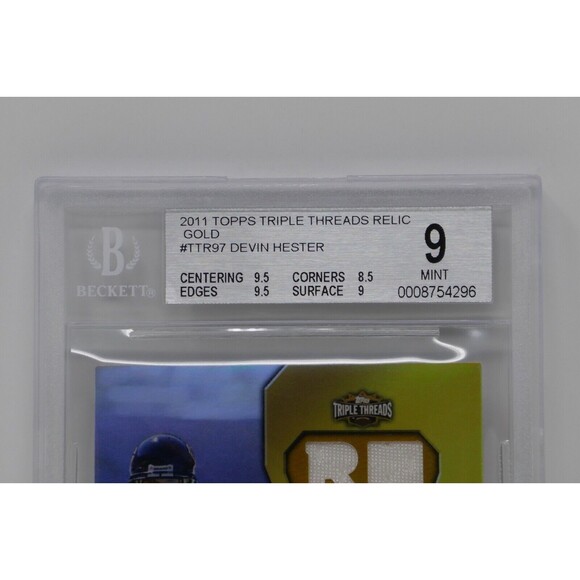 2011 TOPPS TRIPLE THREADS RELIC
GOLD
#TTR97 DEVIN HESTER
CENTERING 9.5 CORNERS 8.5
EDGES 9.5 SURFACE 9
9
MINT
0008754296
B
BECKETT®
Topps
TRIPLE THREADS